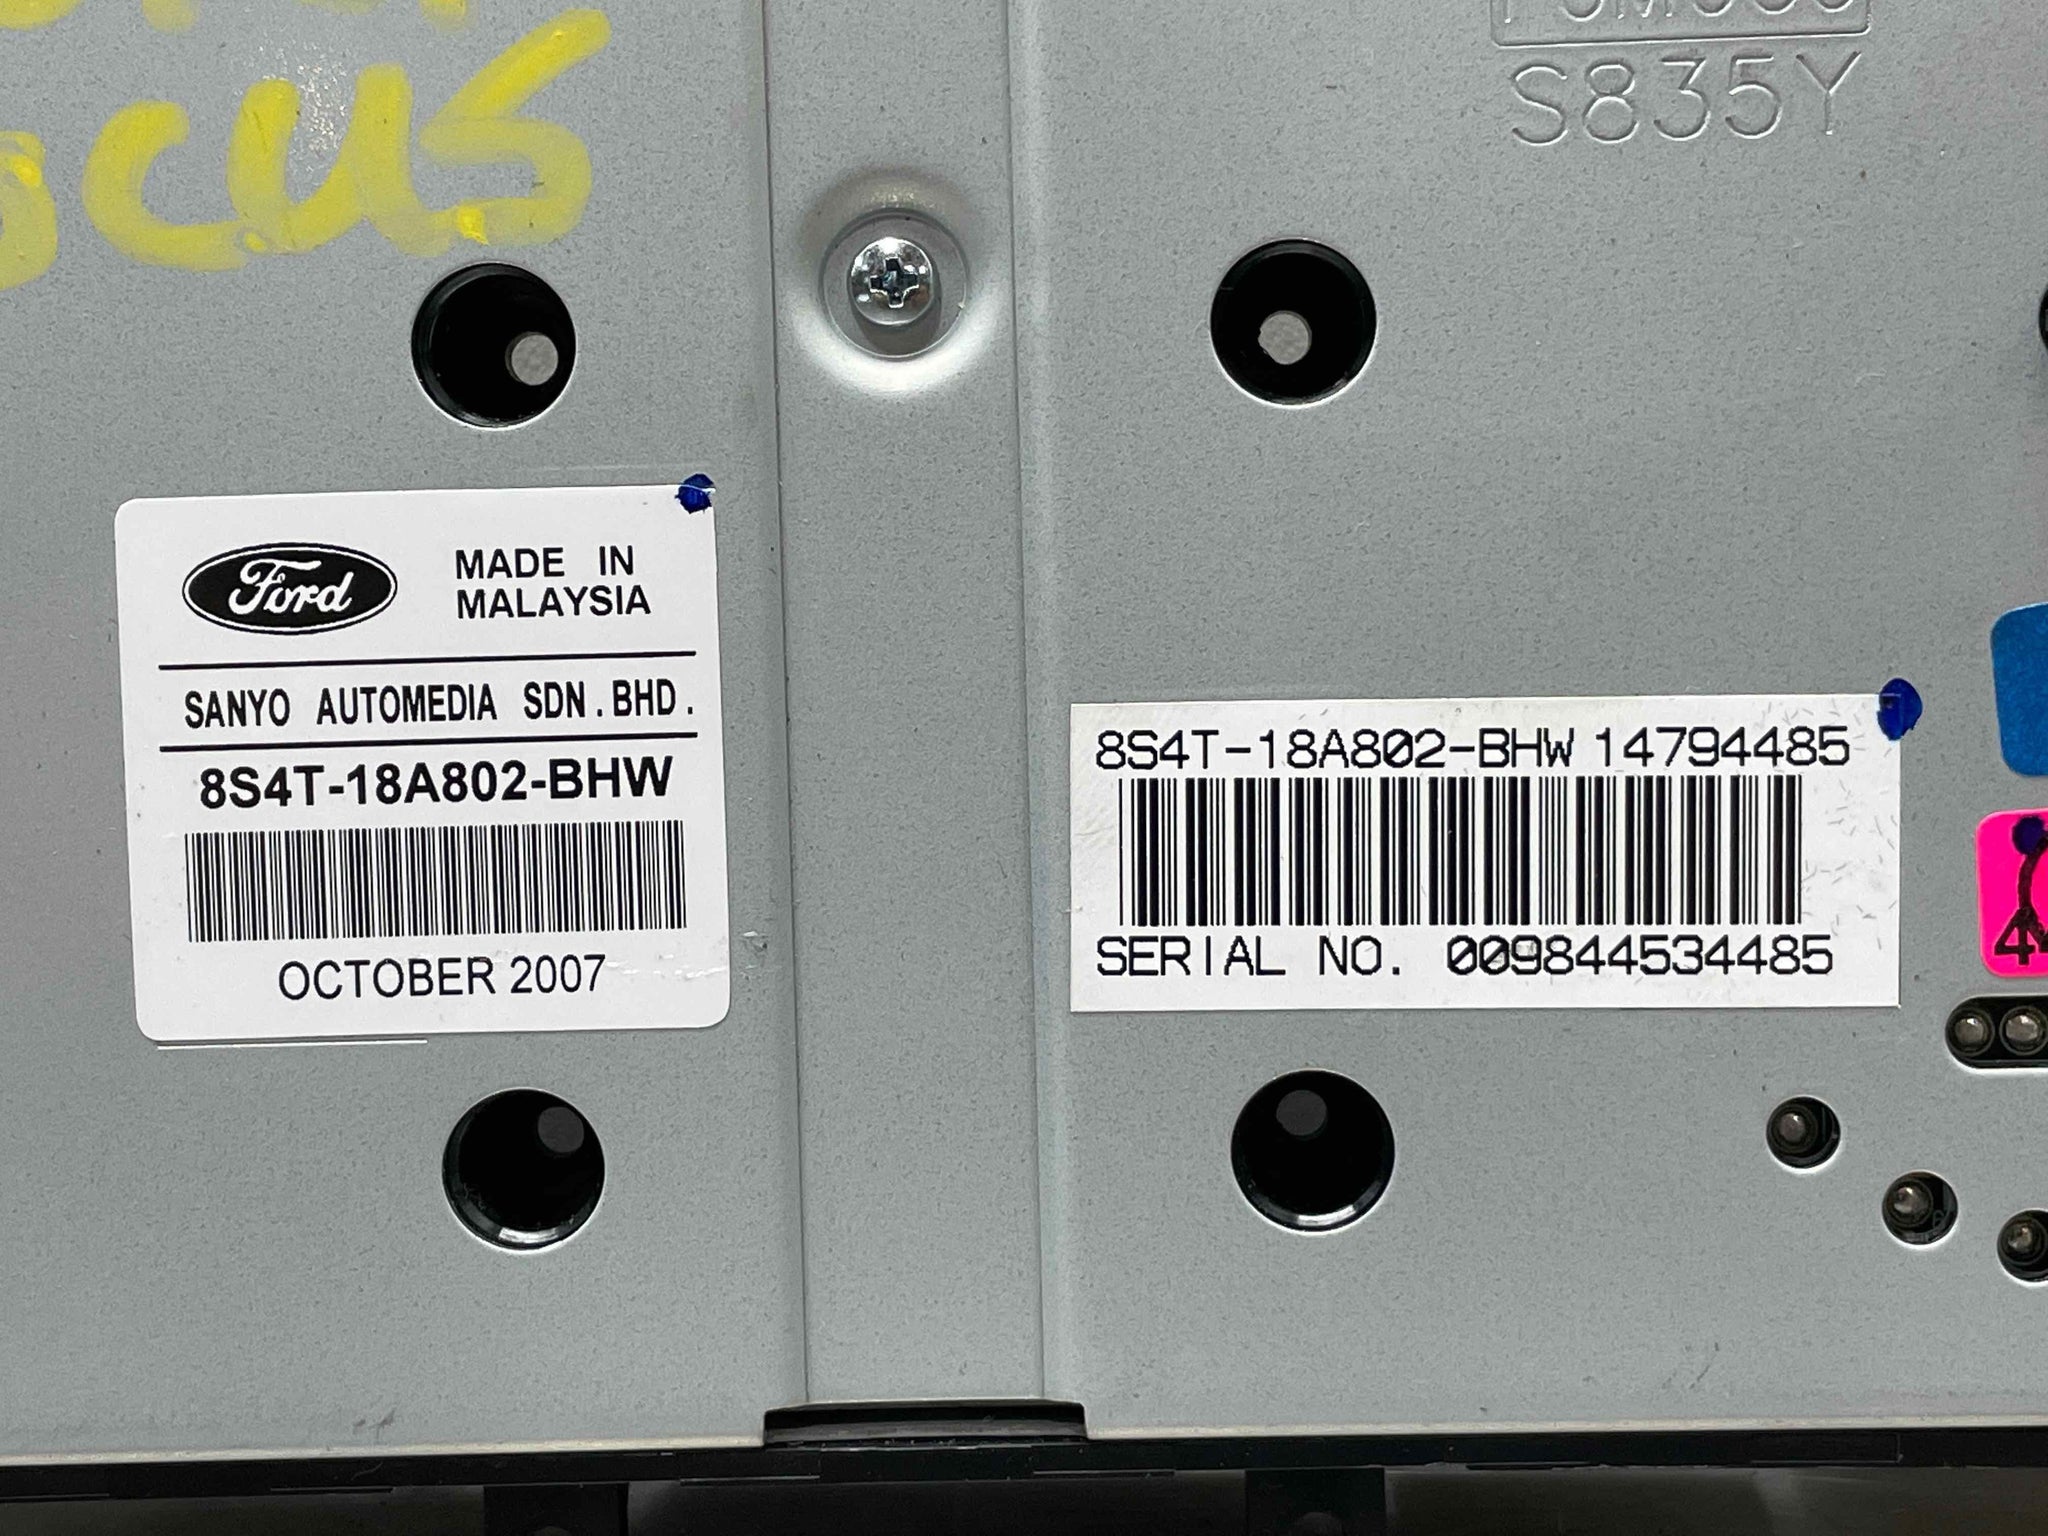 cus
S835Y
Ford
MADE IN
MALAYSIA
SANYO AUTOMEDIA SDN.BHD.
8S4T-18A802-BHW
OCTOBER 2007
8S4T-18A802-BHW 14794485
SERIAL NO. 009844534485